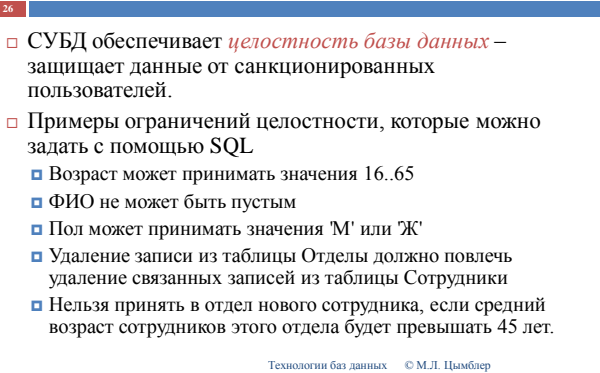 26
СУБД обеспечивает целостность базы данных –
защищает данные от санкционированных
пользователей.
Примеры ограничений целостности, которые можно
задать с помощью SQL
Возраст может принимать значения 16..65
ФИО не может быть пустым
Пол может принимать значения 'М' или 'Ж'
Удаление записи из таблицы Отделы должно повлечь
удаление связанных записей из таблицы Сотрудники
Нельзя принять в отдел нового сотрудника, если средний
возраст сотрудников этого отдела будет превышать 45 лет.
Технологии баз данных © М.Л. Цымблер